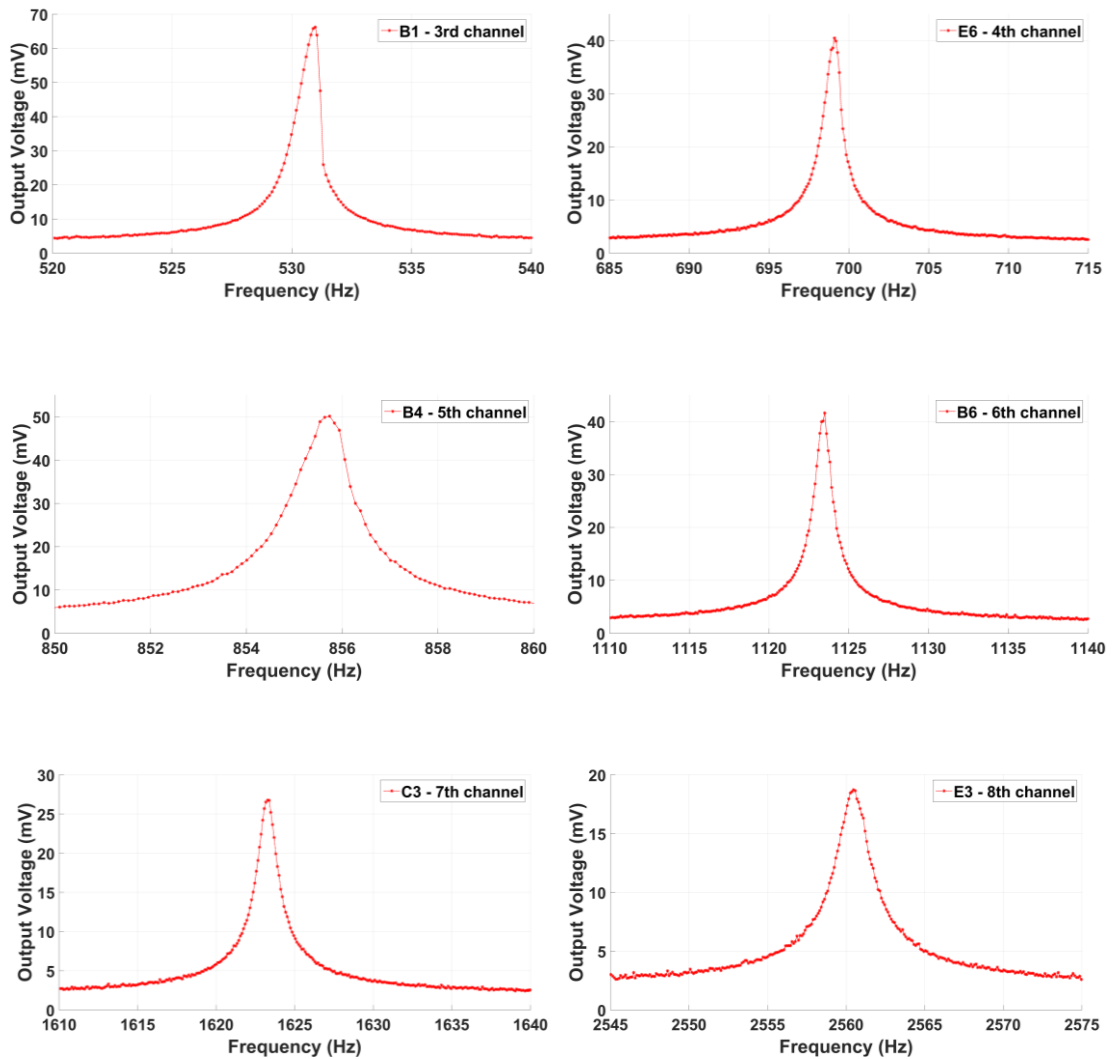 B1 - 3rd channel
Output Voltage (mV)
70
60
50
40
30
20
10
0
520 525 530 535 540
Frequency (Hz)
E6 - 4th channel
Output Voltage (mV)
40
30
20
10
0
685 690 695 700 705 710 715
Frequency (Hz)
B4 - 5th channel
Output Voltage (mV)
50
40
30
20
10
0
850 852 854 856 858 860
Frequency (Hz)
B6 - 6th channel
Output Voltage (mV)
40
30
20
10
0
1110 1115 1120 1125 1130 1135 1140
Frequency (Hz)
C3 - 7th channel
Output Voltage (mV)
30
25
20
15
10
5
0
1610 1615 1620 1625 1630 1635 1640
Frequency (Hz)
E3 - 8th channel
Output Voltage (mV)
20
15
10
5
0
2545 2550 2555 2560 2565 2570 2575
Frequency (Hz)